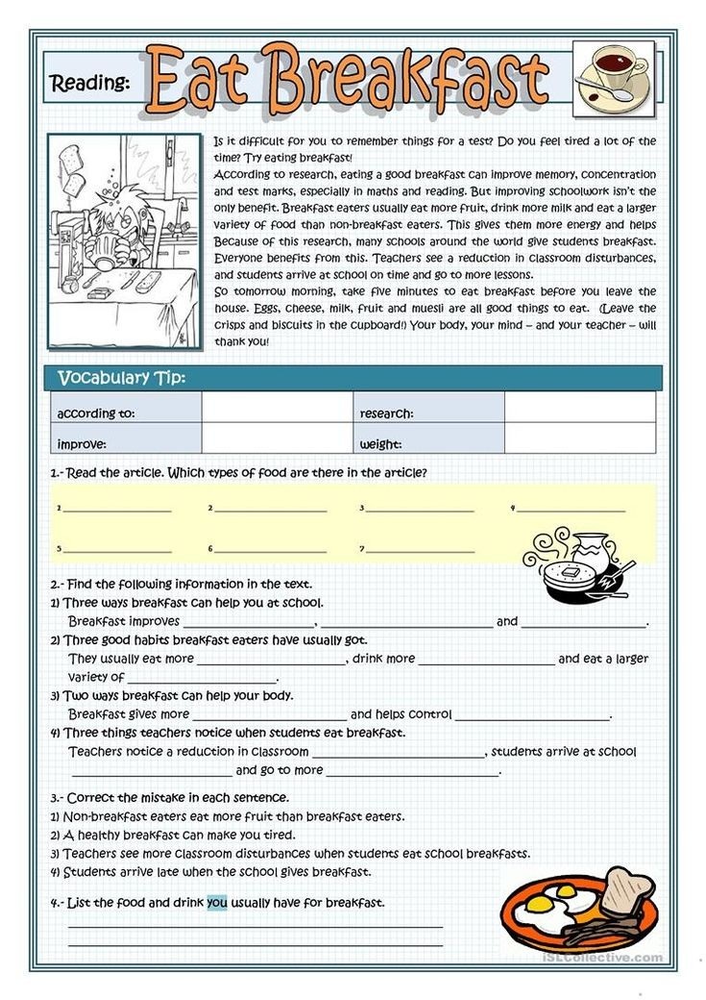 Reading:
Eat Breakfast
Is it difficult for you to remember things for a test? Do you feel tired a lot of the
time? Try eating breakfast!
According to research, eating a good breakfast can improve memory, concentration
and test marks, especially in maths and reading. But improving schoolwork isn't the
only benefit. Breakfast eaters usually eat more fruit, drink more milk and eat a larger
variety of food than non-breakfast eaters. This gives them more energy and helps
Because of this research, many schools around the world give students breakfast.
Everyone benefits from this. Teachers see a reduction in classroom disturbances,
and students arrive at school on time and go to more lessons.
So tomorrow morning, take five minutes to eat breakfast before you leave the
house. Eggs, cheese, milk, fruit and muesli are all good things to eat. (Leave the
crisps and biscuits in the cupboard!) Your body, your mind – and your teacher – will
thank you!
Vocabulary Tip:
according to: research:
improve: weight:
1.- Read the article. Which types of food are there in the article?
1 ____________ 2 ____________ 3 ____________ 4 ____________
5 ____________ 6 ____________ 7 ____________
2.- Find the following information in the text.
1) Three ways breakfast can help you at school.
Breakfast improves ____________, ____________ and ____________.
2) Three good habits breakfast eaters have usually got.
They usually eat more ____________, drink more ____________ and eat a larger
variety of ____________.
3) Two ways breakfast can help your body.
Breakfast gives more ____________ and helps control ____________.
4) Three things teachers notice when students eat breakfast.
Teachers notice a reduction in classroom ____________, students arrive at school
____________ and go to more ____________.
3.- Correct the mistake in each sentence.
1) Non-breakfast eaters eat more fruit than breakfast eaters.
2) A healthy breakfast can make you tired.
3) Teachers see more classroom disturbances when students eat school breakfasts.
4) Students arrive late when the school gives breakfast.
4.- List the food and drink you usually have for breakfast.
iSLCollective.com